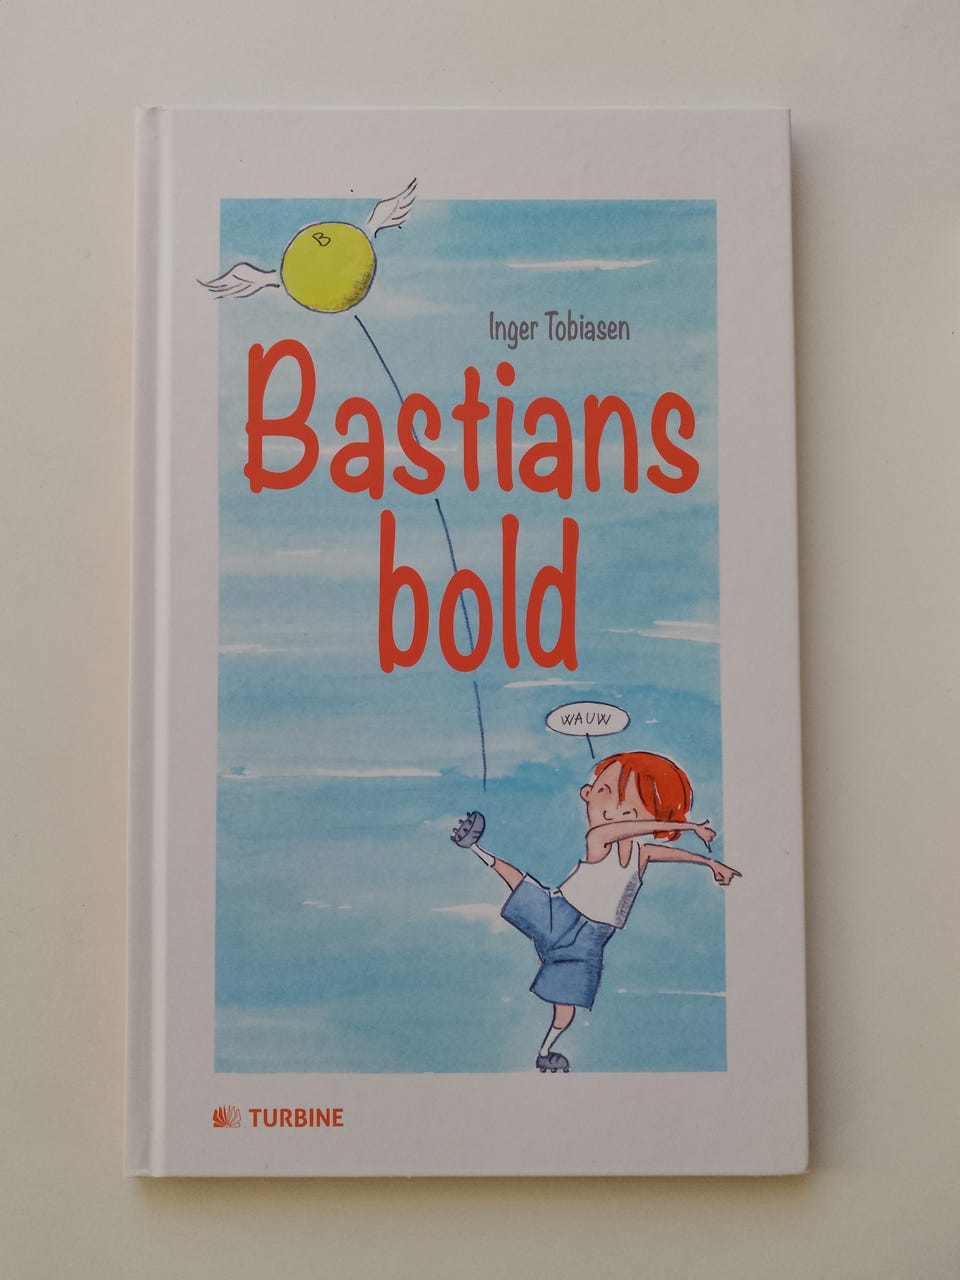 B
Inger Tobiasen
Bastians
bold
WAUW
TURBINE